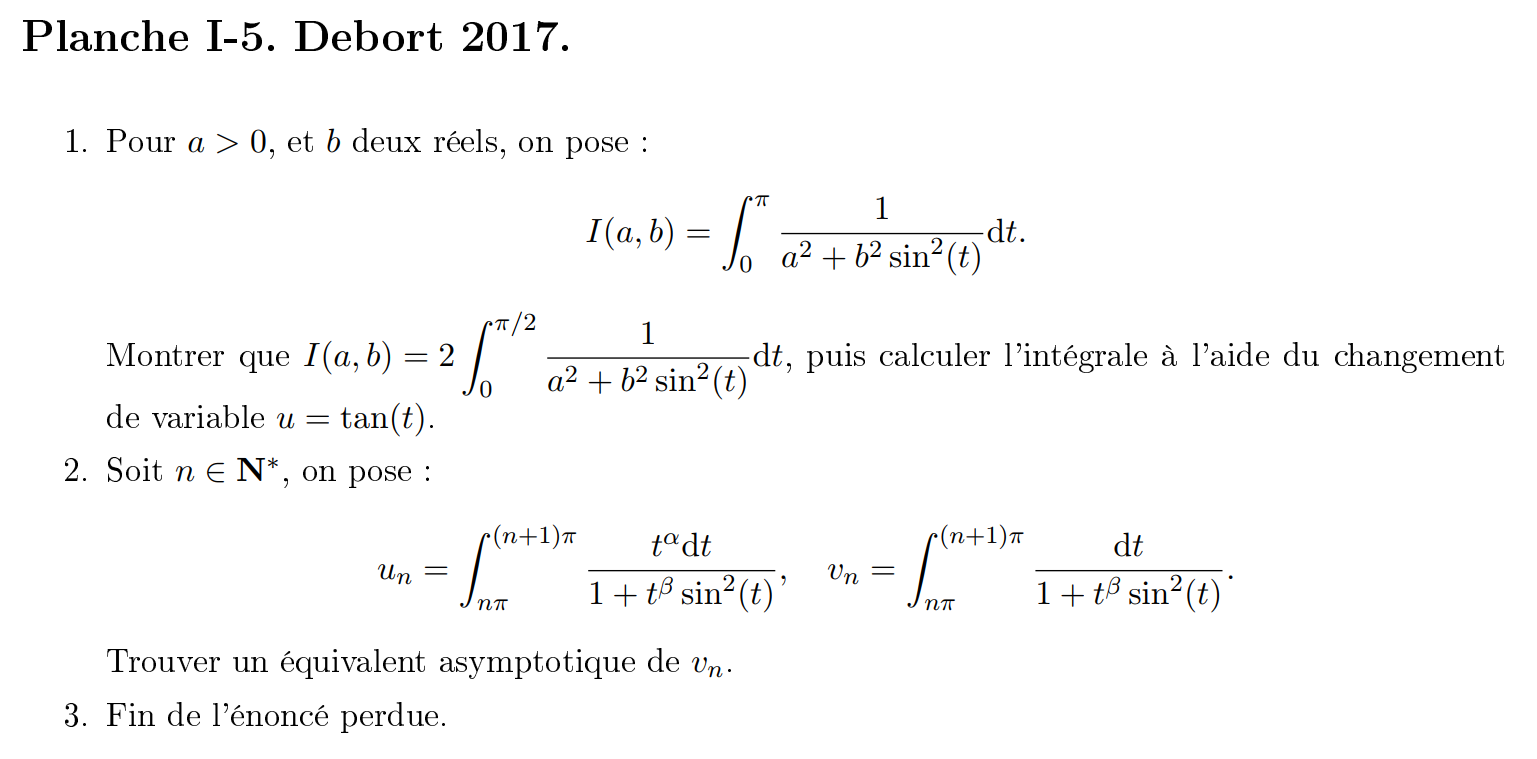 Planche I-5. Debort 2017.
1. Pour $a > 0$, et $b$ deux réels, on pose :
$$I(a, b) = \int_0^{\pi} \frac{1}{a^2 + b^2 \sin^2(t)} \mathrm{d}t.$$
Montrer que $I(a, b) = 2 \int_0^{\pi/2} \frac{1}{a^2 + b^2 \sin^2(t)} \mathrm{d}t$, puis calculer l'intégrale à l'aide du changement
de variable $u = \tan(t)$.
2. Soit $n \in \mathbf{N}^*$, on pose :
$$u_n = \int_{n\pi}^{(n+1)\pi} \frac{t^{\alpha} \mathrm{d}t}{1 + t^{\beta} \sin^2(t)}, \quad v_n = \int_{n\pi}^{(n+1)\pi} \frac{\mathrm{d}t}{1 + t^{\beta} \sin^2(t)}.$$
Trouver un équivalent asymptotique de $v_n$.
3. Fin de l'énoncé perdue.